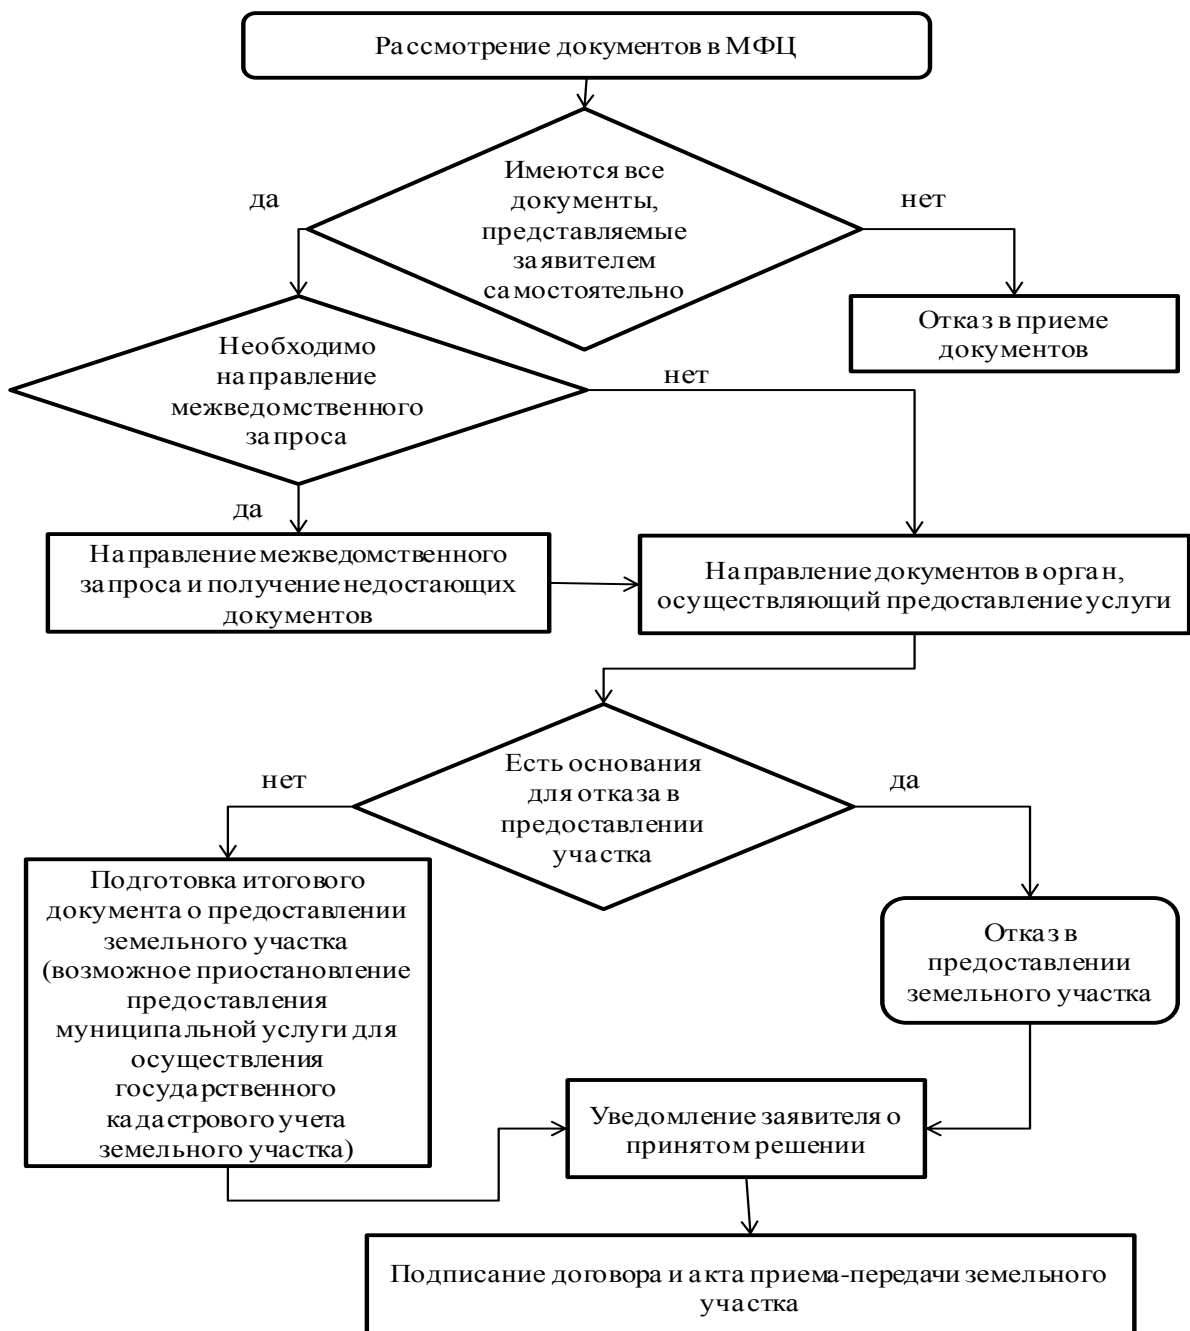 Рассмотрение документов в МФЦ
Имеются все
документы,
представляемые
заявителем
самостоятельно
да
нет
Отказ в приеме
документов
Необходимо
направление
межведомственного
запроса
нет
да
Направление межведомственного
запроса и получение недостающих
документов
Направление документов в орган,
осуществляющий предоставление услуги
Есть основания
для отказа в
предоставлении
участка
нет
да
Подготовка итогового
документа о предоставлении
земельного участка
(возможное приостановление
предоставления
муниципальной услуги для
осуществления
государственного
кадастрового учета
земельного участка)
Отказ в
предоставлении
земельного участка
Уведомление заявителя о
принятом решении
Подписание договора и акта приема-передачи земельного
участка